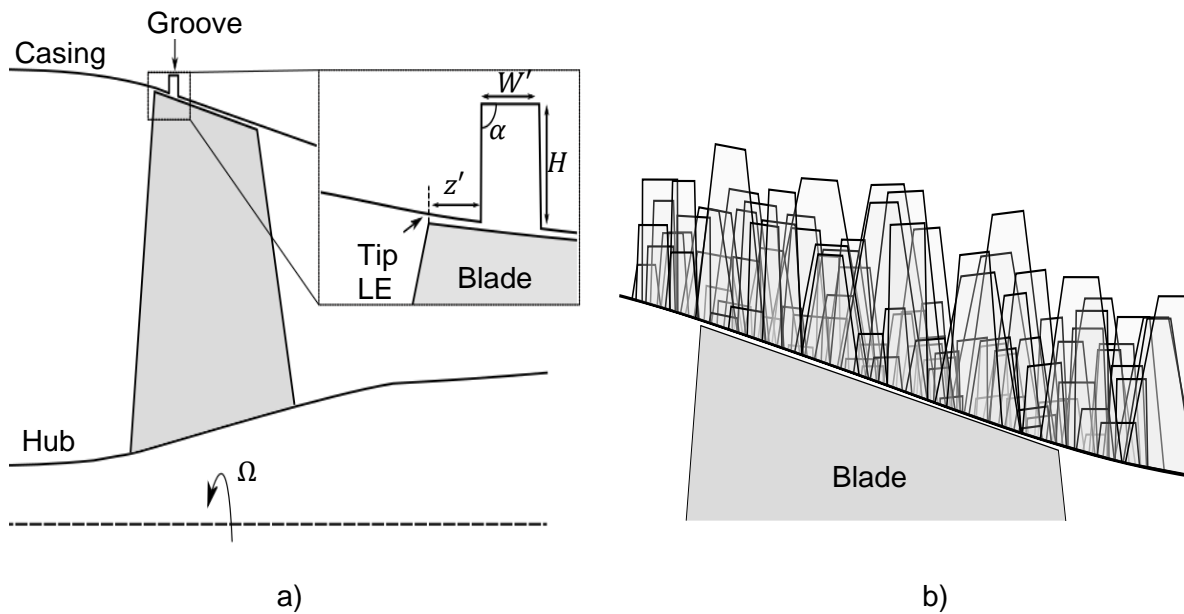 Groove
Casing
W'
α
H
z'
Tip
LE
Blade
Hub
Ω
a)
Blade
b)